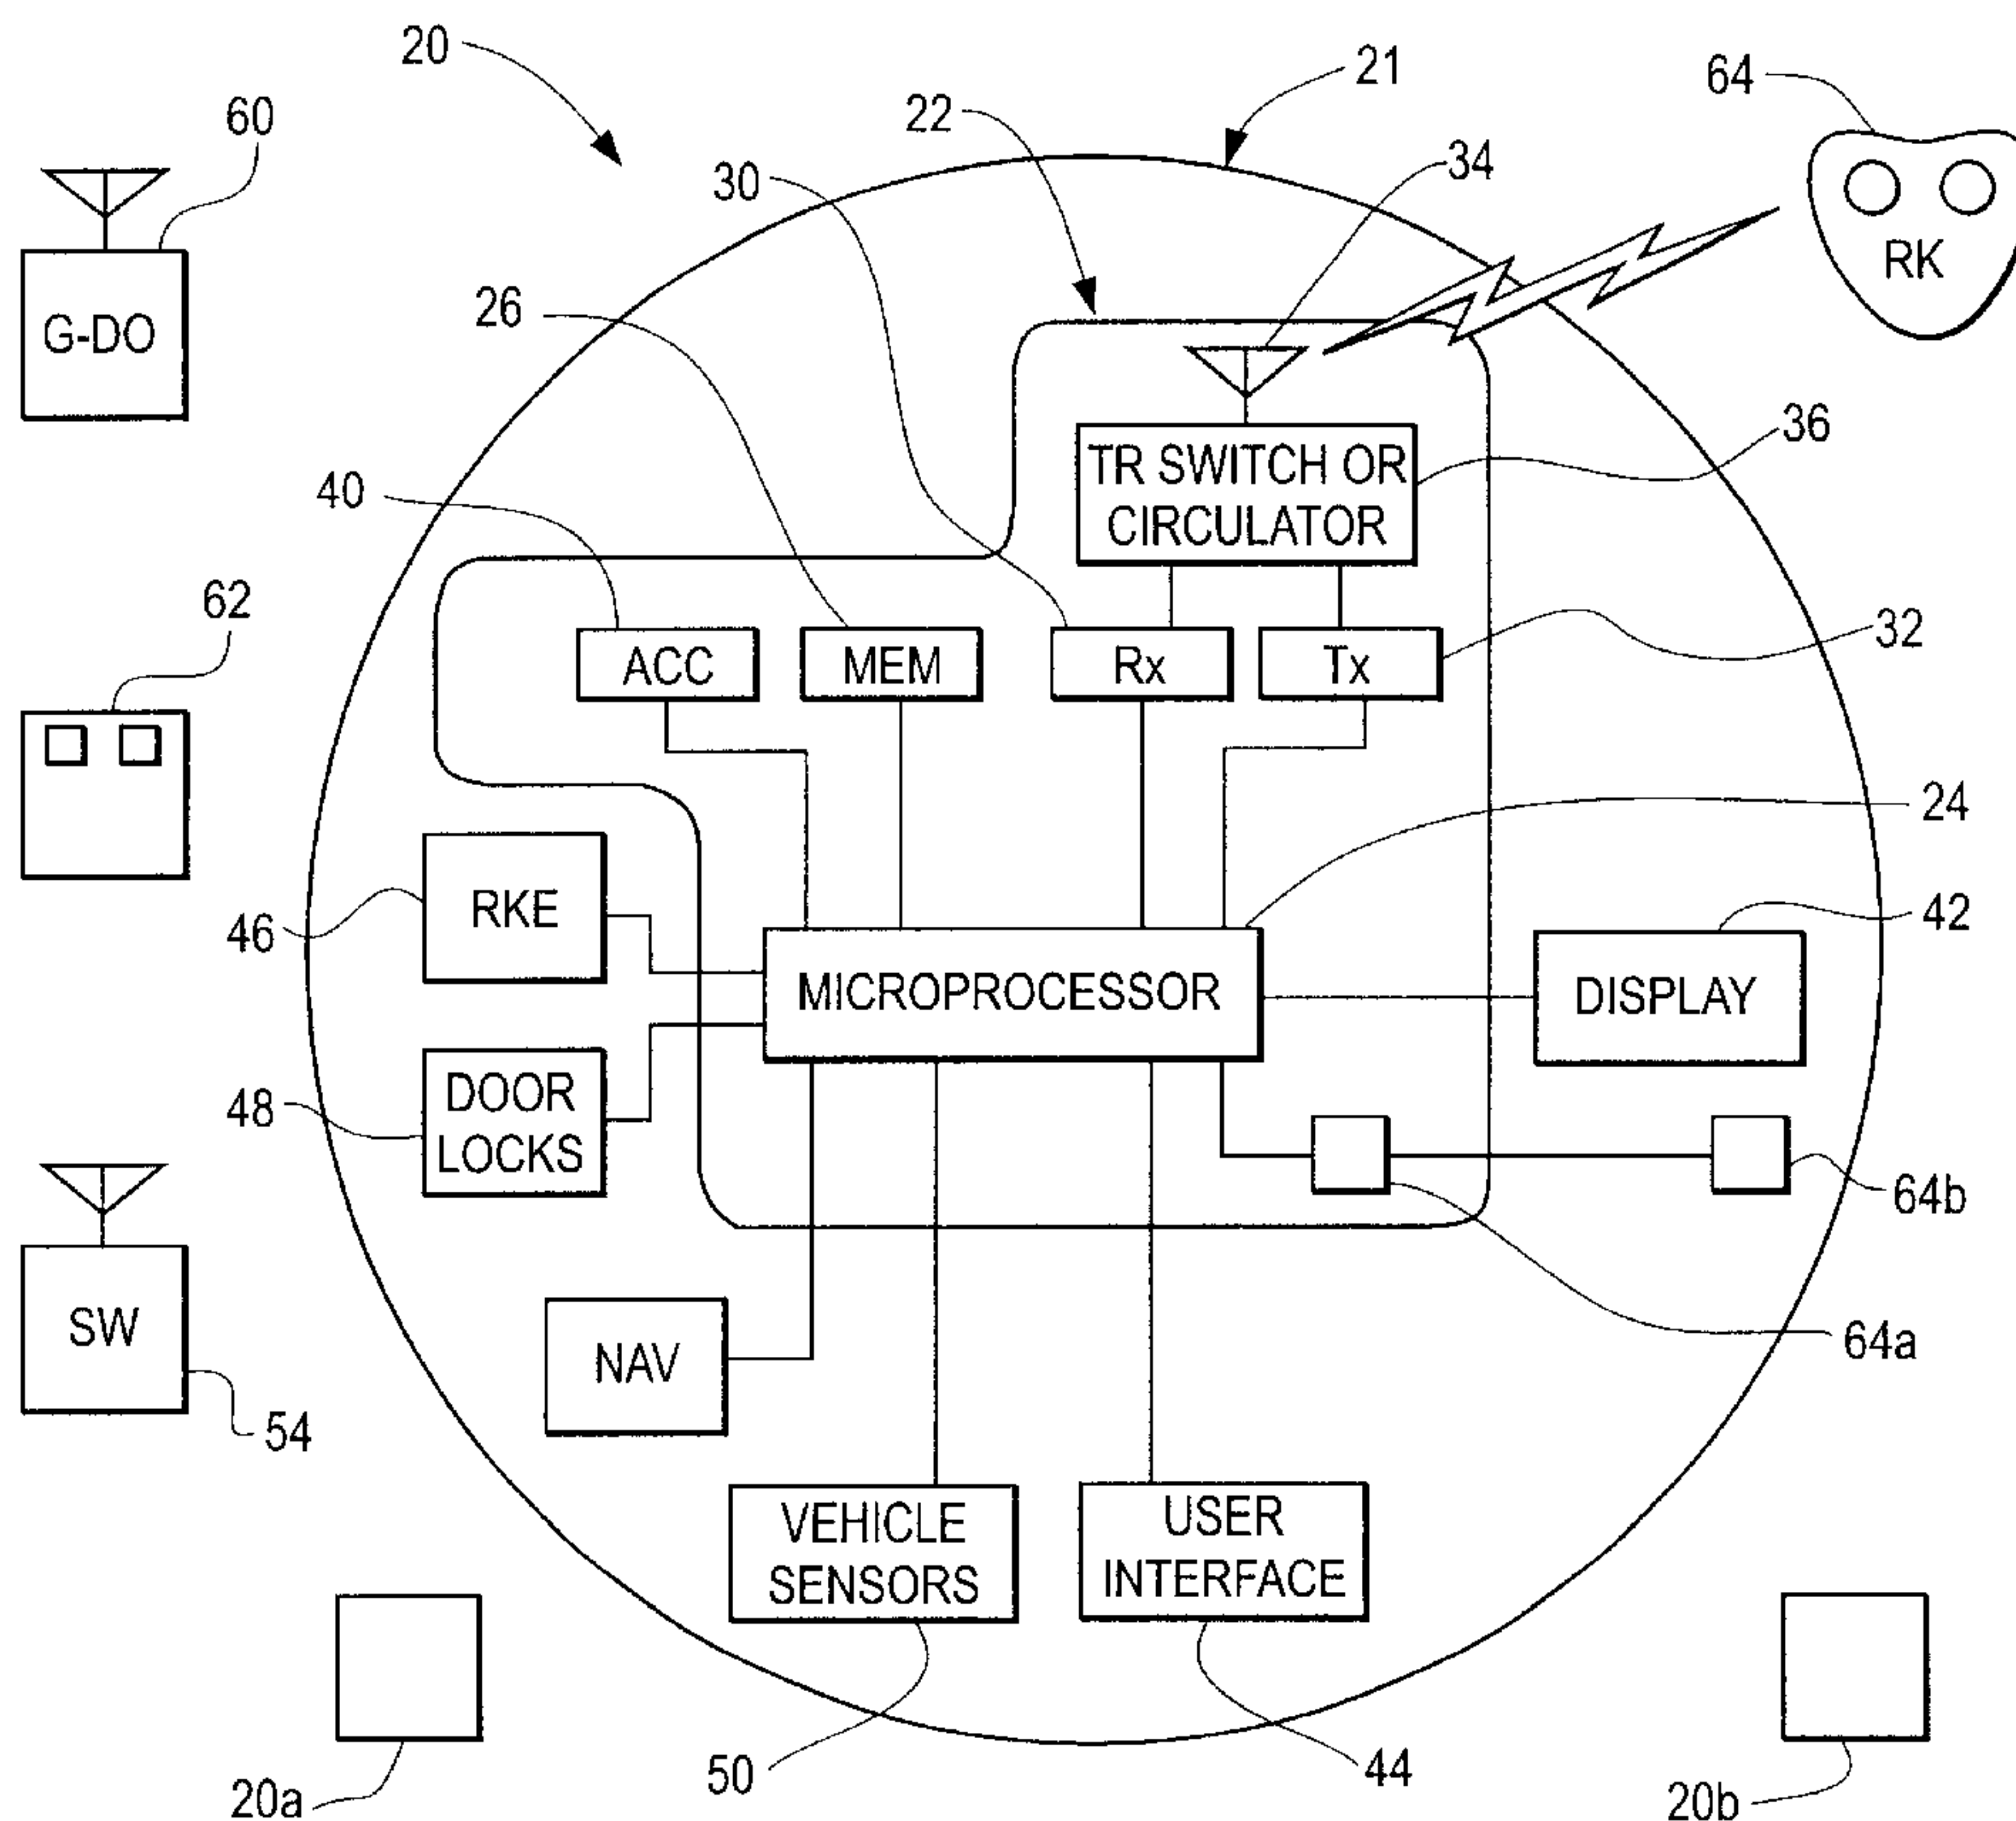 20
21
64
60
22
34
30
RK
26
G-DO
36
TR SWITCH OR
CIRCULATOR
40
62
32
ACC
MEM
Rx
Tx
24
RKE
42
46
MICROPROCESSOR
DISPLAY
DOOR
LOCKS
48
64b
SW
64a
NAV
54
VEHICLE
SENSORS
USER
INTERFACE
50
44
20a
20b